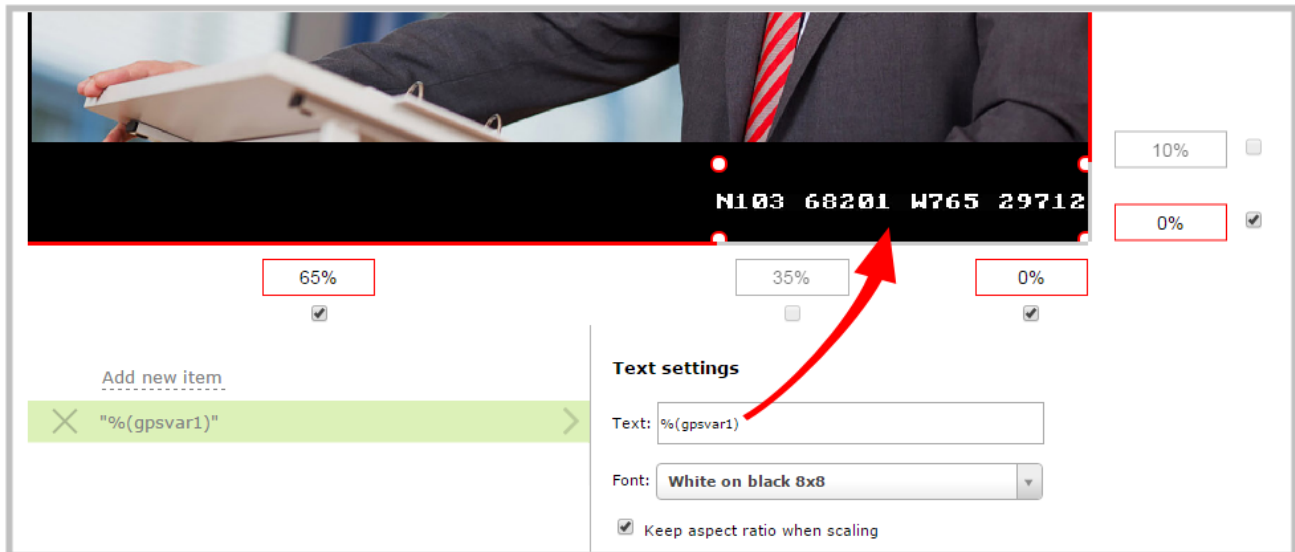 10%
N103 68201 W765 29712
0%
65% 35% 0%
Add new item
"%(gpsvar1)"
Text settings
Text: %(gpsvar1)
Font: White on black 8x8
Keep aspect ratio when scaling